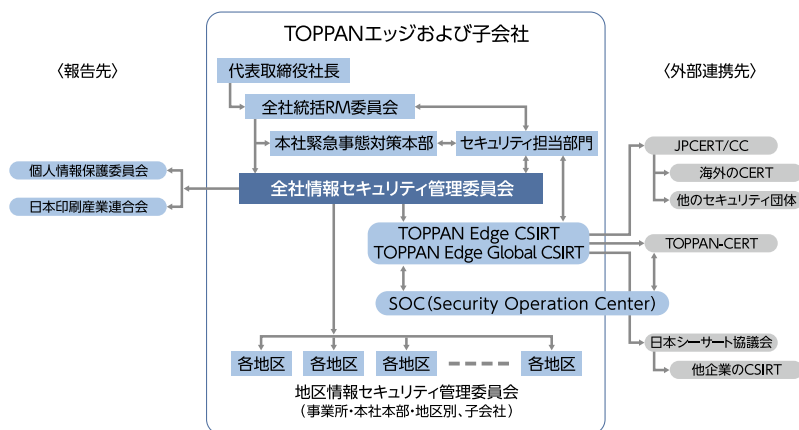 TOPPANエッジおよび子会社
〈報告先〉
〈外部連携先〉
代表取締役社長
全社統括RM委員会
本社緊急事態対策本部
セキュリティ担当部門
JPCERT/CC
個人情報保護委員会
海外のCERT
全社情報セキュリティ管理委員会
日本印刷産業連合会
他のセキュリティ団体
TOPPAN Edge CSIRT
TOPPAN Edge Global CSIRT
TOPPAN-CERT
SOC(Security Operation Center)
日本シーサート協議会
各地区
各地区
各地区
各地区
他企業のCSIRT
地区情報セキュリティ管理委員会
(事業所・本社本部・地区別、子会社)